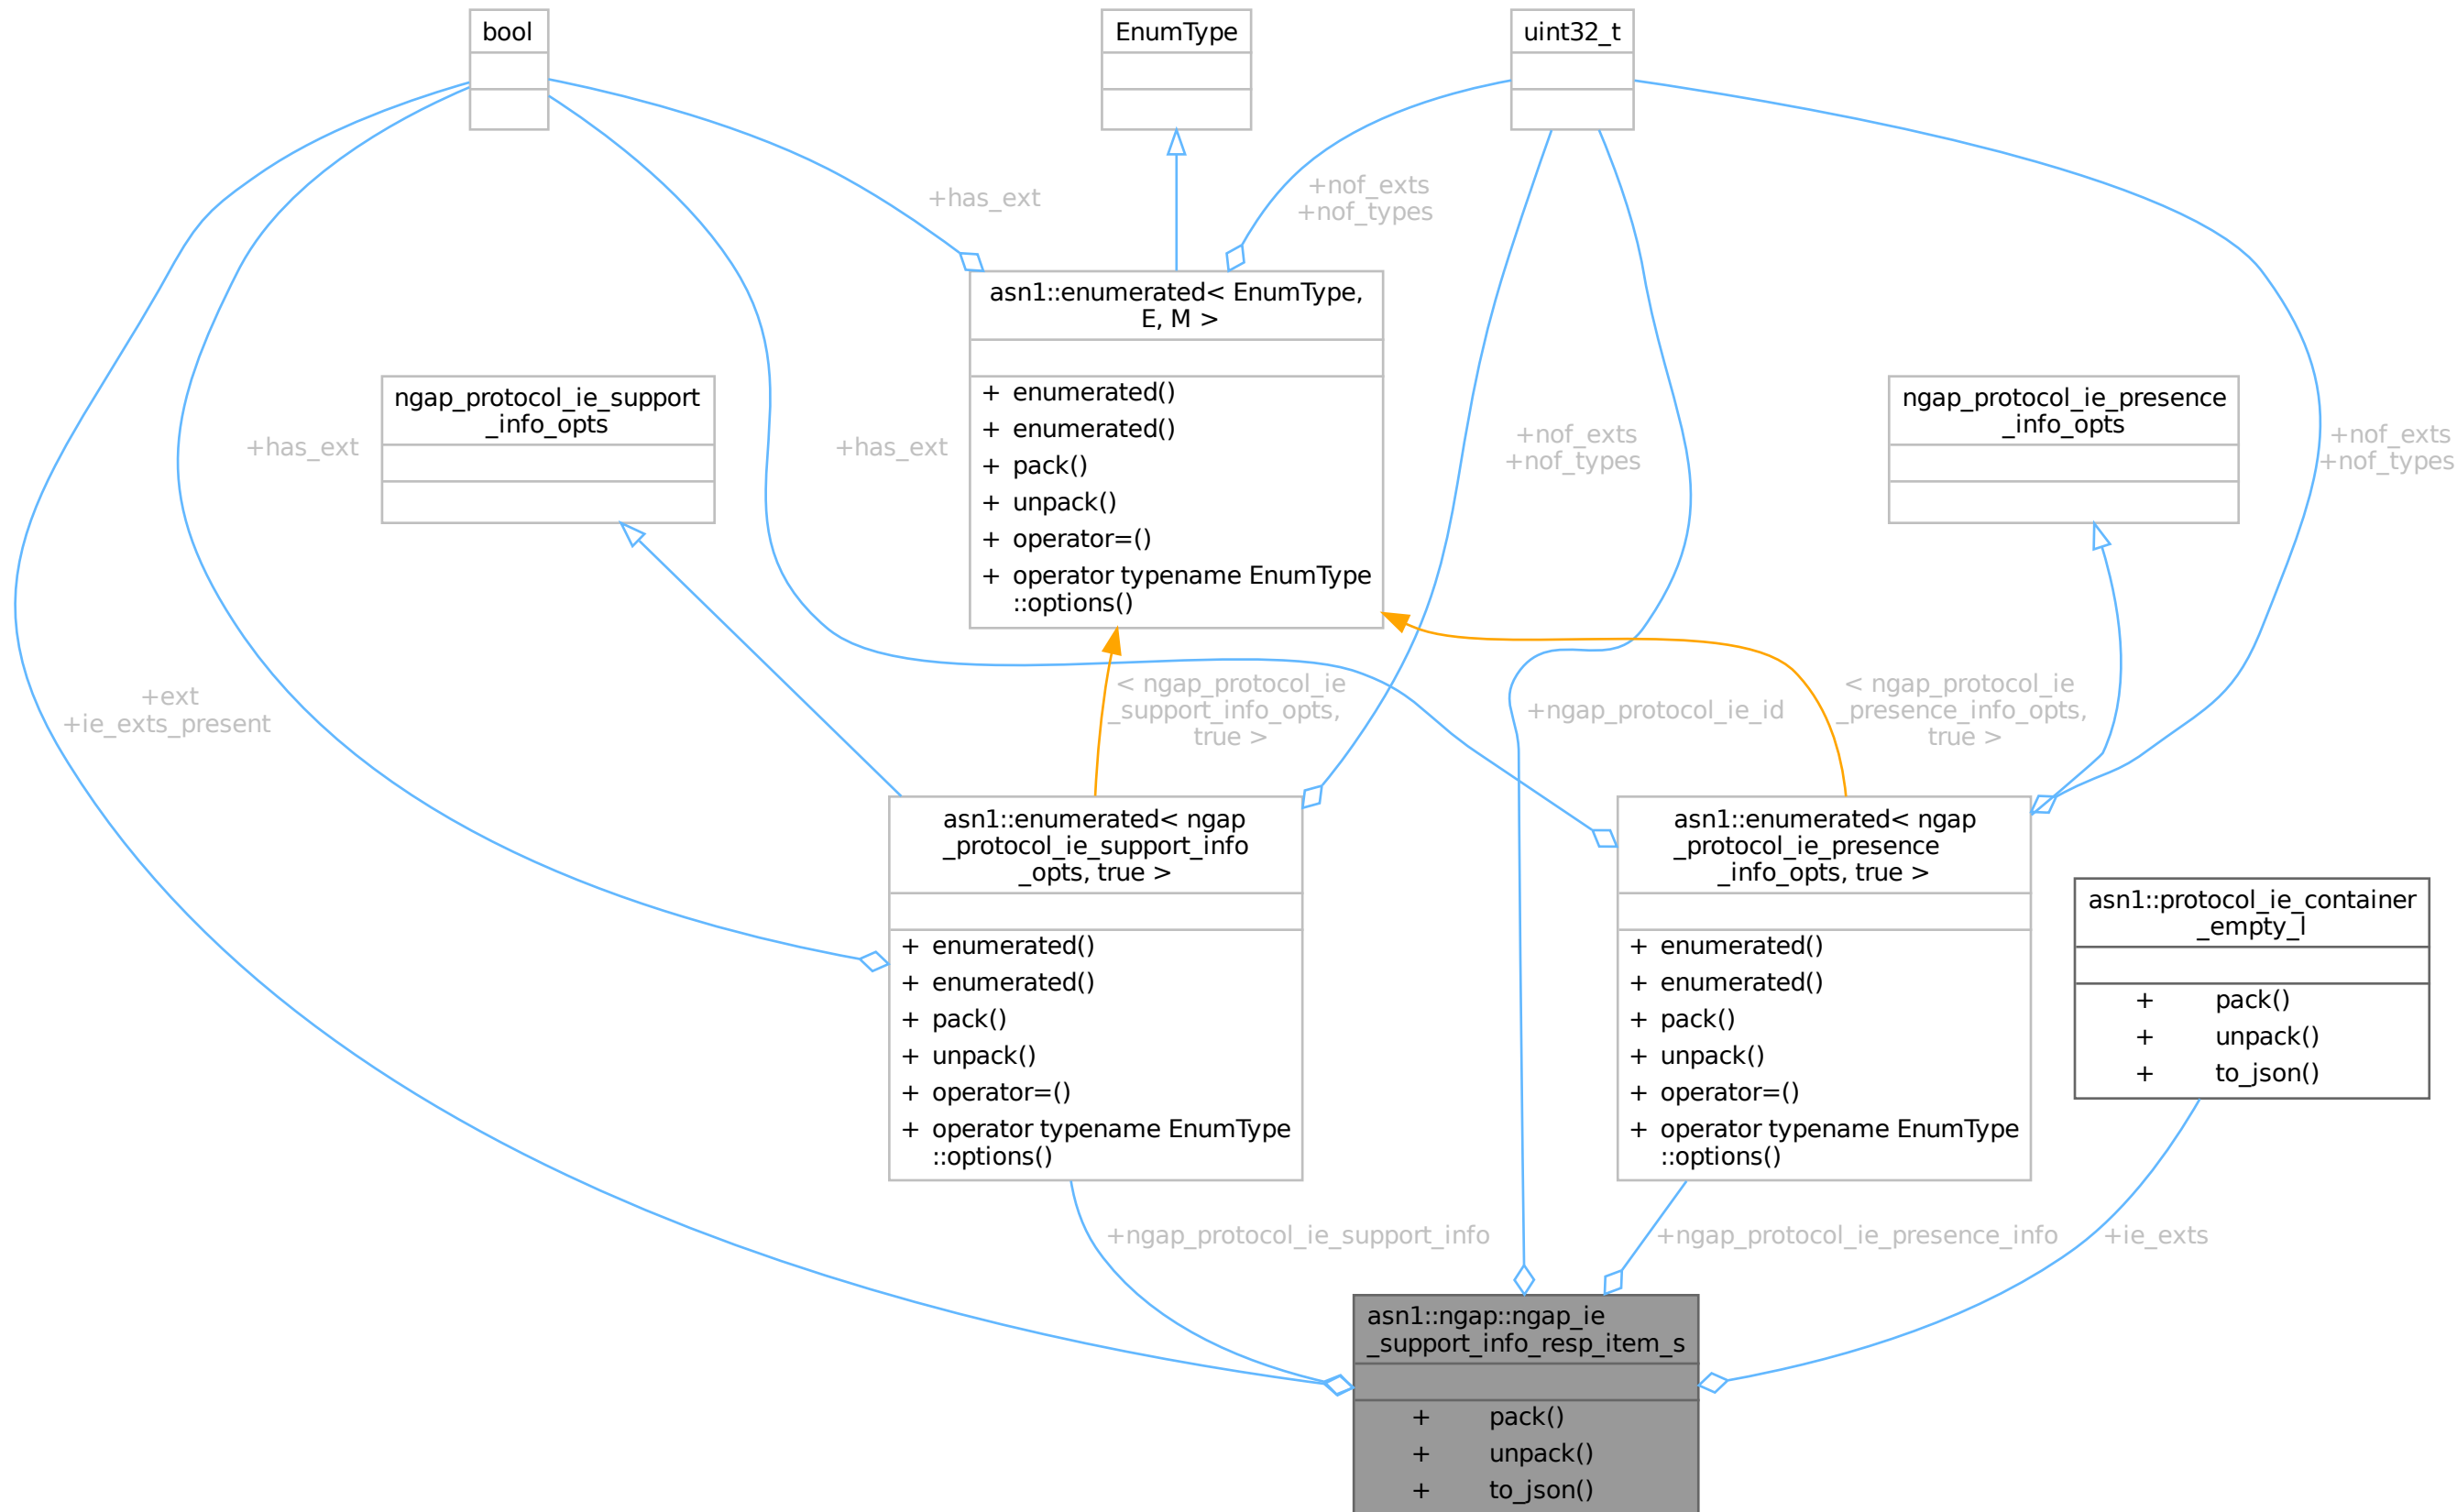 bool
EnumType
uint32_t
+has_ext
+nof_exts
+nof_types
asn1::enumerated< EnumType,
E, M >
+ enumerated()
+ enumerated()
+ pack()
+ unpack()
+ operator=()
+ operator typename EnumType
::options()
ngap_protocol_ie_support
_info_opts
ngap_protocol_ie_presence
_info_opts
+has_ext
+has_ext
+nof_exts
+nof_types
+nof_exts
+nof_types
+ext
+ie_exts_present
< ngap_protocol_ie
_support_info_opts,
true >
+ngap_protocol_ie_id
< ngap_protocol_ie
_presence_info_opts,
true >
asn1::enumerated< ngap
_protocol_ie_support_info
_opts, true >
+ enumerated()
+ enumerated()
+ pack()
+ unpack()
+ operator=()
+ operator typename EnumType
::options()
asn1::enumerated< ngap
_protocol_ie_presence
_info_opts, true >
+ enumerated()
+ enumerated()
+ pack()
+ unpack()
+ operator=()
+ operator typename EnumType
::options()
asn1::protocol_ie_container
_empty_l
+ pack()
+ unpack()
+ to_json()
+ngap_protocol_ie_support_info
+ngap_protocol_ie_presence_info
+ie_exts
asn1::ngap::ngap_ie
_support_info_resp_item_s
+ pack()
+ unpack()
+ to_json()